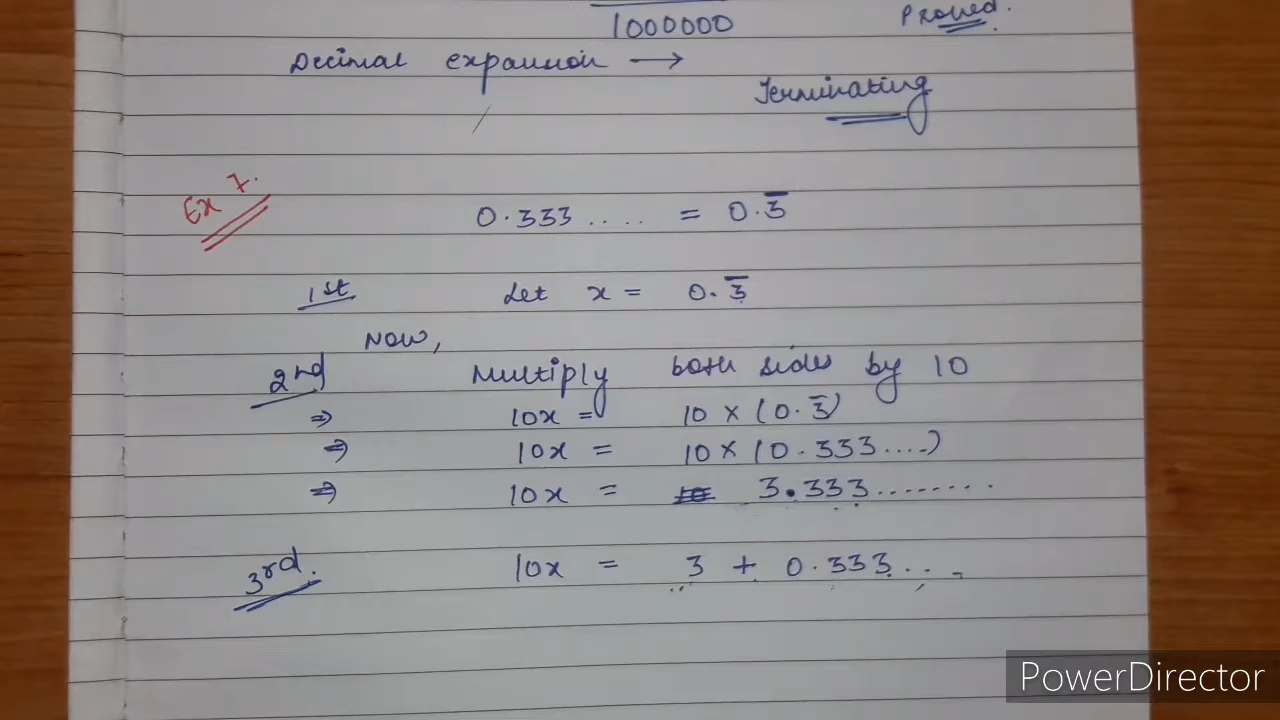 1000000
Proved.
Decimal expansion →
Terminating
Ex 7.
0.333.... = 0.3̅
1st Let x = 0.3̅
Now,
2nd Multiply both sides by 10
⇒ 10x = 10 × (0.3̅)
⇒ 10x = 10 × (0.333....)
⇒ 10x = 3.333........
3rd. 10x = 3 + 0.333...
PowerDirector